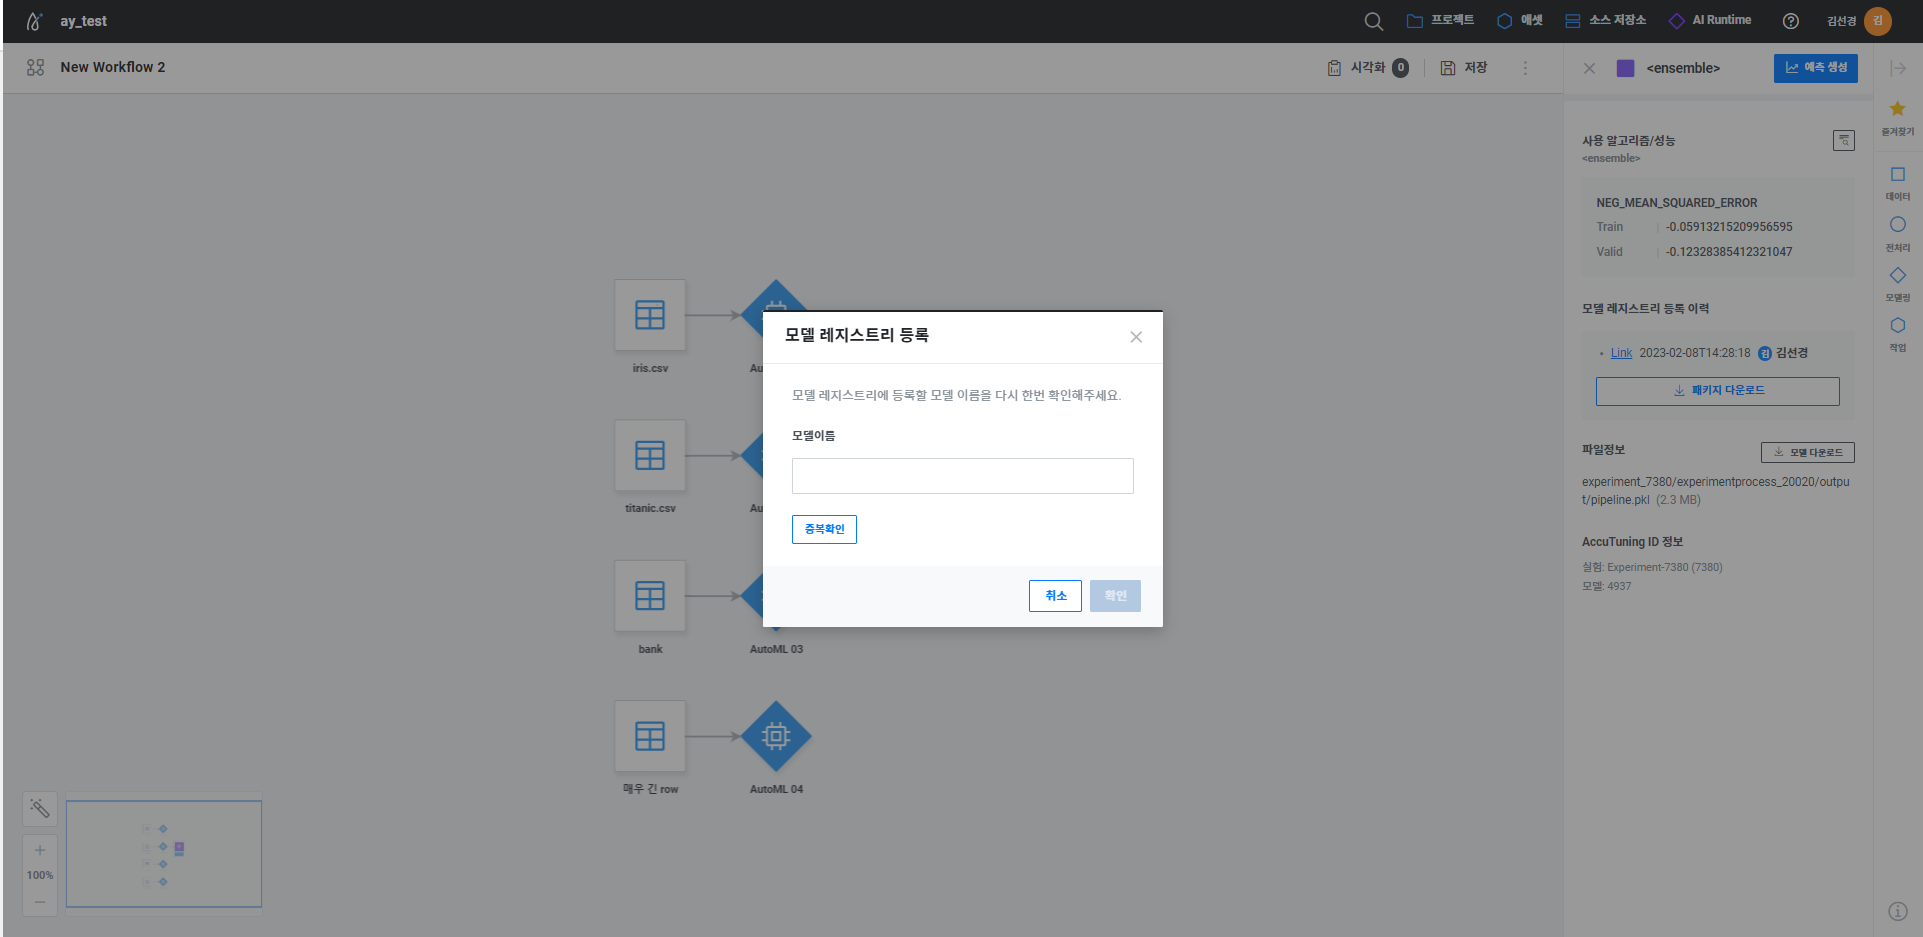 ay_test
프로젝트
애셋
소스 저장소
AI Runtime
김선경
김
New Workflow 2
시각화 0
저장
<ensemble>
예측 생성
즐겨찾기
데이터
전처리
모델링
작업
사용 알고리즘/성능
<ensemble>
NEG_MEAN_SQUARED_ERROR
Train -0.05913215209956595
Valid -0.12328385412321047
모델 레지스트리 등록 이력
Link 2023-02-08T14:28:18 김 김선경
패키지 다운로드
파일정보
모델 다운로드
experiment_7380/experimentprocess_20020/outpu
t/pipeline.pkl (2.3 MB)
AccuTuning ID 정보
실험: Experiment-7380 (7380)
모델: 4937
iris.csv
Au
titanic.csv
Au
bank
AutoML 03
매우 긴 row
AutoML 04
모델 레지스트리 등록
모델 레지스트리에 등록할 모델 이름을 다시 한번 확인해주세요.
모델이름
중복확인
취소
확인
100%